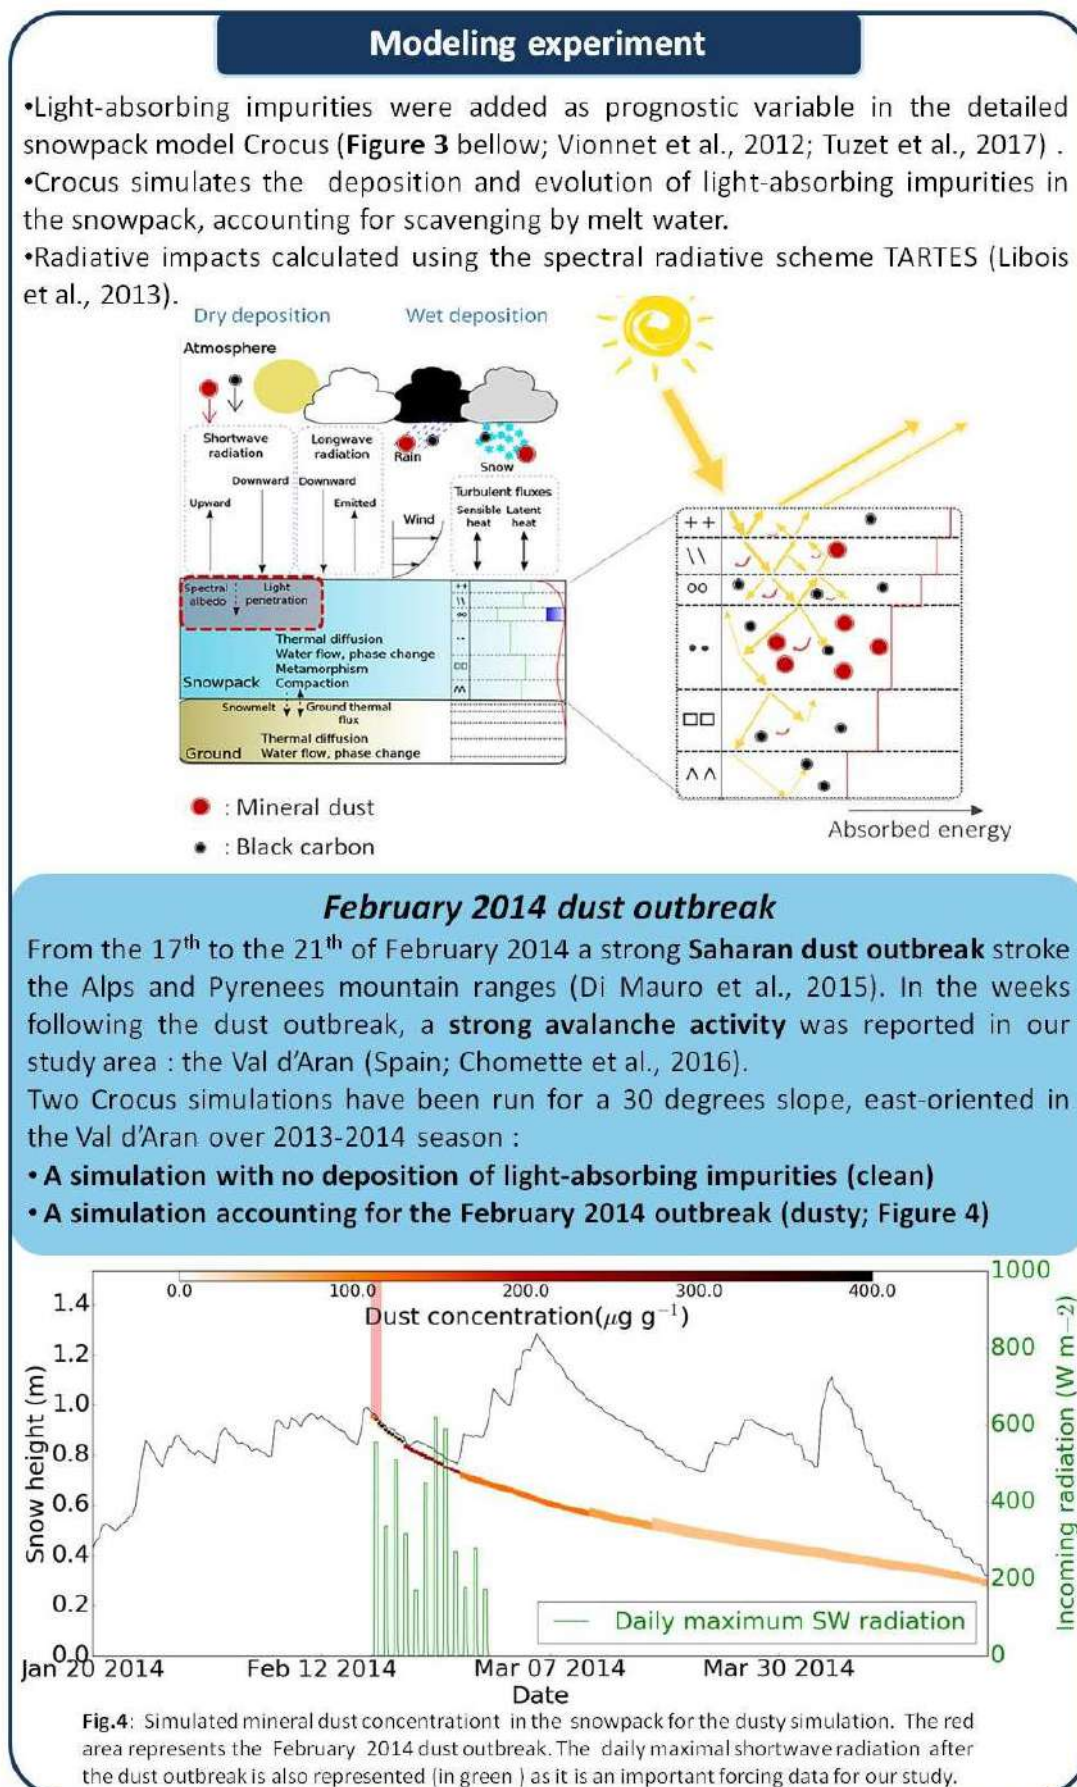 Modeling experiment
•Light-absorbing impurities were added as prognostic variable in the detailed
snowpack model Crocus (Figure 3 bellow; Vionnet et al., 2012; Tuzet et al., 2017) .
•Crocus simulates the deposition and evolution of light-absorbing impurities in
the snowpack, accounting for scavenging by melt water.
•Radiative impacts calculated using the spectral radiative scheme TARTES (Libois
et al., 2013).
Dry deposition
Wet deposition
Atmosphere
Shortwave
radiation
Longwave
radiation
Rain
Snow
Downward
Downward
Upward
Emitted
Wind
Turbulent fluxes
Sensible Latent
heat heat
Spectral
albedo
Light
penetration
Thermal diffusion
Water flow, phase change
Metamorphism
Snowpack
Compaction
Snowmelt
Ground thermal
flux
Thermal diffusion
Ground
Water flow, phase change
++
\\
oo
••
□□
ʌʌ
++
\\
oo
••
□□
ʌʌ
Absorbed energy
: Mineral dust
: Black carbon
February 2014 dust outbreak
From the 17th to the 21th of February 2014 a strong Saharan dust outbreak stroke
the Alps and Pyrenees mountain ranges (Di Mauro et al., 2015). In the weeks
following the dust outbreak, a strong avalanche activity was reported in our
study area : the Val d’Aran (Spain; Chomette et al., 2016).
Two Crocus simulations have been run for a 30 degrees slope, east-oriented in
the Val d’Aran over 2013-2014 season :
• A simulation with no deposition of light-absorbing impurities (clean)
• A simulation accounting for the February 2014 outbreak (dusty; Figure 4)
0.0 100.0 200.0 300.0 400.0
Dust concentration(μg g−1)
1.4
1.2
1.0
0.8
0.6
0.4
0.2
0.0
Snow height (m)
1000
800
600
400
200
0
Incoming radiation (W m−2)
Daily maximum SW radiation
Jan 20 2014 Feb 12 2014 Mar 07 2014 Mar 30 2014
Date
Fig.4: Simulated mineral dust concentrationt in the snowpack for the dusty simulation. The red
area represents the February 2014 dust outbreak. The daily maximal shortwave radiation after
the dust outbreak is also represented (in green ) as it is an important forcing data for our study.